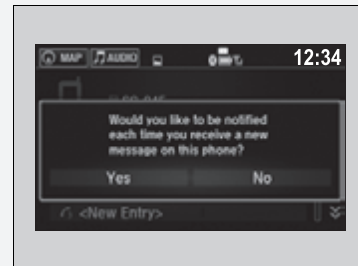 MAP AUDIO 12:34
Would you like to be notified
each time you receive a new
message on this phone?
Yes No
<New Entry>